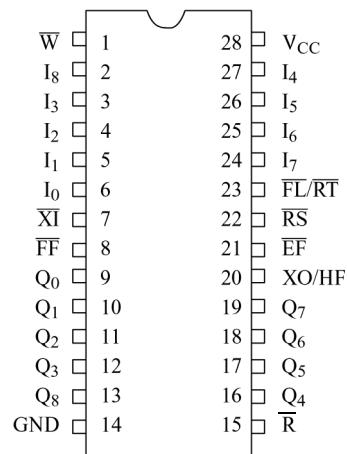 W̅ 1 28 V_CC
I₈ 2 27 I₄
I₃ 3 26 I₅
I₂ 4 25 I₆
I₁ 5 24 I₇
I₀ 6 23 F̅L̅/R̅T̅
X̅I̅ 7 22 R̅S̅
F̅F̅ 8 21 E̅F̅
Q₀ 9 20 XO/HF
Q₁ 10 19 Q₇
Q₂ 11 18 Q₆
Q₃ 12 17 Q₅
Q₈ 13 16 Q₄
GND 14 15 R̅